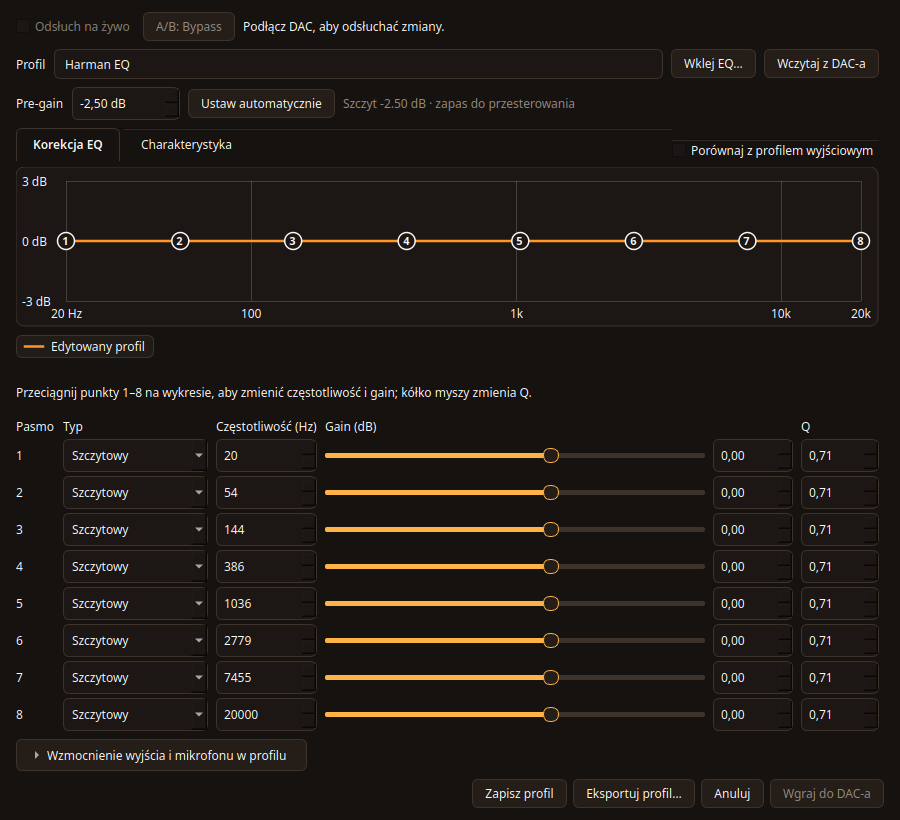 Odsłuch na żywo A/B: Bypass Podłącz DAC, aby odsłuchać zmiany.
Profil Harman EQ Wklej EQ... Wczytaj z DAC-a
Pre-gain -2,50 dB Ustaw automatycznie Szczyt -2.50 dB · zapas do przesterowania
Korekcja EQ Charakterystyka
Porównaj z profilem wyjściowym
3 dB
0 dB 1 2 3 4 5 6 7 8
-3 dB
20 Hz 100 1k 10k 20k
Edytowany profil
Przeciągnij punkty 1–8 na wykresie, aby zmienić częstotliwość i gain; kółko myszy zmienia Q.
Pasmo Typ Częstotliwość (Hz) Gain (dB) Q
1 Szczytowy 20 0,00 0,71
2 Szczytowy 54 0,00 0,71
3 Szczytowy 144 0,00 0,71
4 Szczytowy 386 0,00 0,71
5 Szczytowy 1036 0,00 0,71
6 Szczytowy 2779 0,00 0,71
7 Szczytowy 7455 0,00 0,71
8 Szczytowy 20000 0,00 0,71
Wzmocnienie wyjścia i mikrofonu w profilu
Zapisz profil Eksportuj profil... Anuluj Wgraj do DAC-a